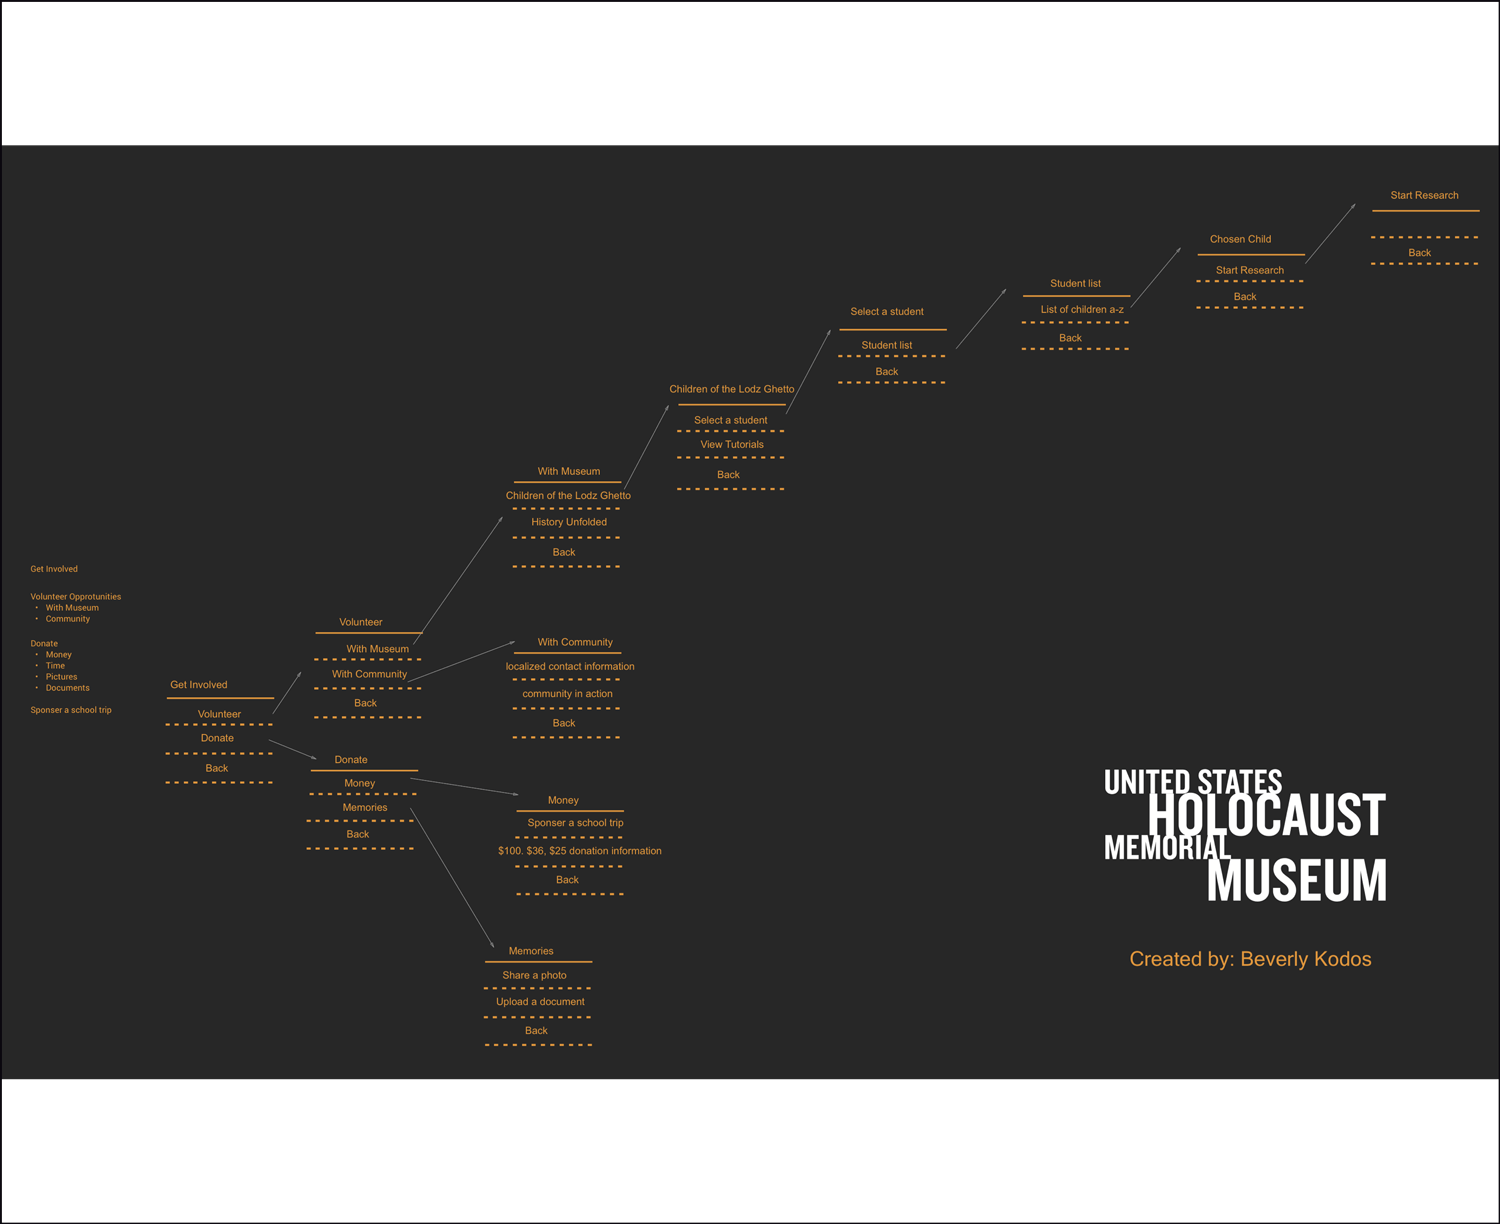 Get Involved
Volunteer Opprotunities
• With Museum
• Community
Donate
• Money
• Time
• Pictures
• Documents
Sponser a school trip
Get Involved
Volunteer
Donate
Back
Volunteer
With Museum
With Community
Back
Donate
Money
Memories
Back
With Museum
Children of the Lodz Ghetto
History Unfolded
Back
With Community
localized contact information
community in action
Back
Money
Sponser a school trip
$100. $36, $25 donation information
Back
Memories
Share a photo
Upload a document
Back
Children of the Lodz Ghetto
Select a student
View Tutorials
Back
Select a student
Student list
Back
Student list
List of children a-z
Back
Chosen Child
Start Research
Back
Start Research
Back
UNITED STATES
HOLOCAUST
MEMORIAL
MUSEUM
Created by: Beverly Kodos